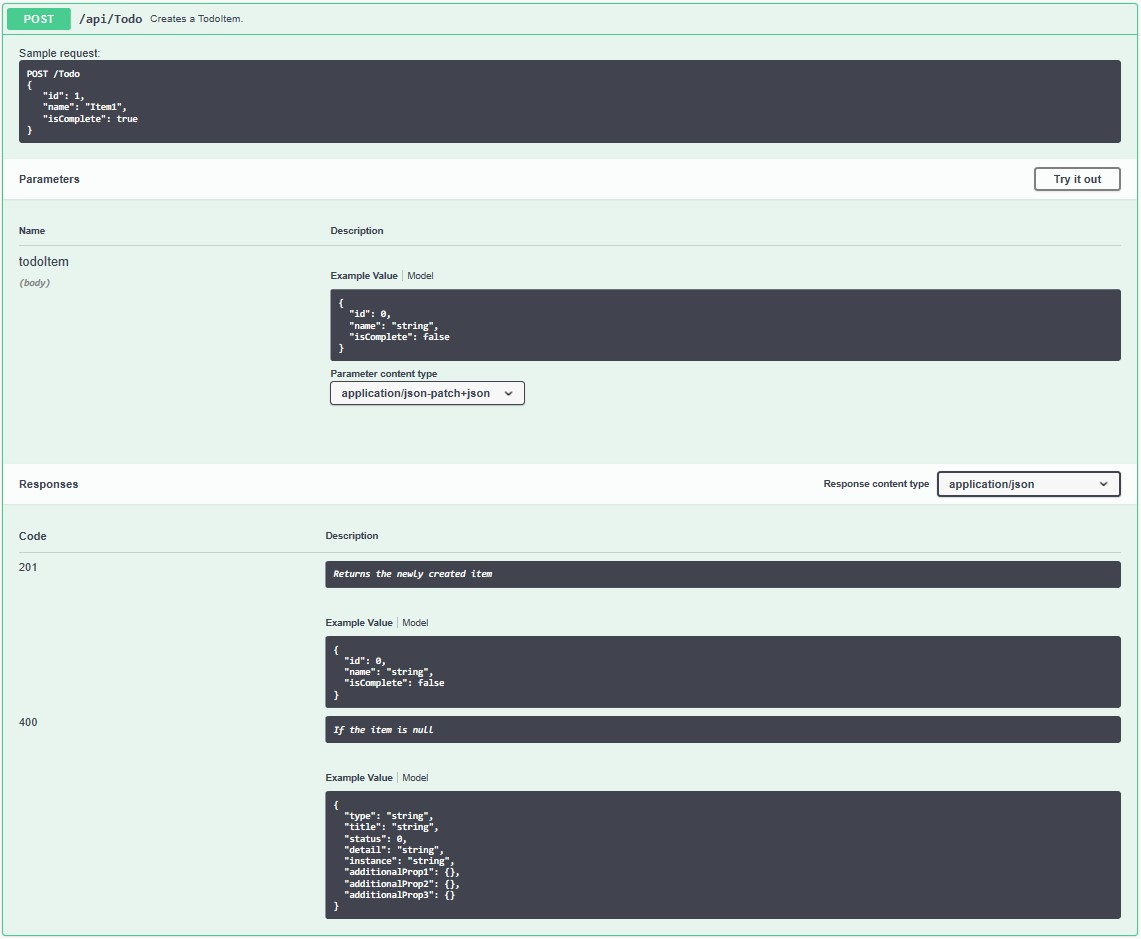 POST /api/Todo Creates a TodoItem.
Sample request:
POST /Todo
{
"id": 1,
"name": "Item1",
"isComplete": true
}
Parameters Try it out
Name Description
todoItem
(body)
Example Value Model
{
"id": 0,
"name": "string",
"isComplete": false
}
Parameter content type
application/json-patch+json
Responses Response content type application/json
Code Description
201 Returns the newly created item
Example Value Model
{
"id": 0,
"name": "string",
"isComplete": false
}
400 If the item is null
Example Value Model
{
"type": "string",
"title": "string",
"status": 0,
"detail": "string",
"instance": "string",
"additionalProp1": {},
"additionalProp2": {},
"additionalProp3": {}
}